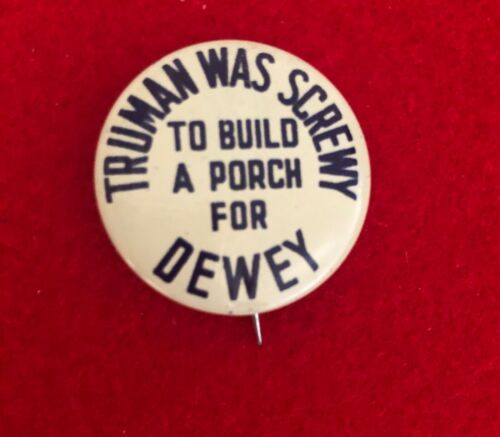 TRUMAN WAS SCREWY
TO BUILD
A PORCH
FOR
DEWEY